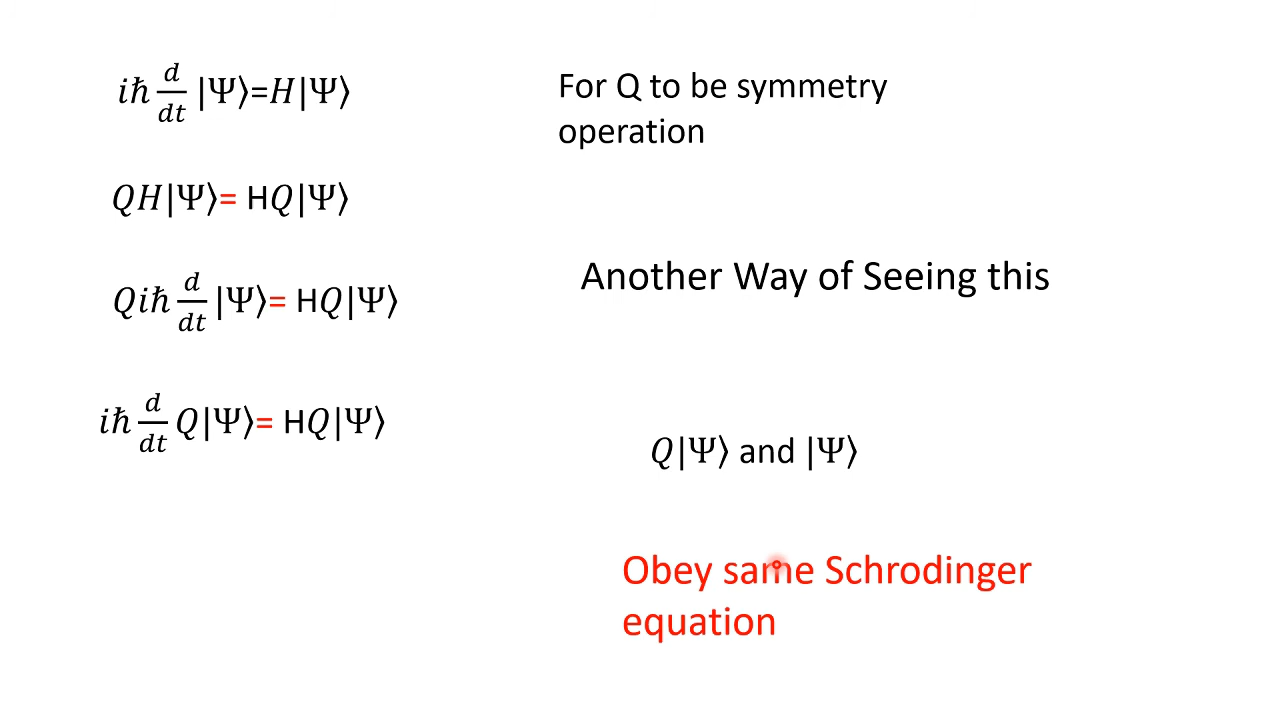 iħ d/dt |Ψ⟩=H|Ψ⟩
For Q to be symmetry
operation
QH|Ψ⟩= HQ|Ψ⟩
Another Way of Seeing this
Qiħ d/dt |Ψ⟩= HQ|Ψ⟩
iħ d/dt Q|Ψ⟩= HQ|Ψ⟩
Q|Ψ⟩ and |Ψ⟩
Obey same Schrodinger
equation